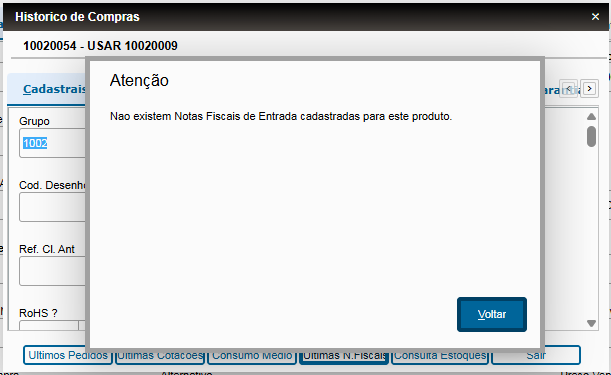 Historico de Compras ×
10020054 - USAR 10020009
Atenção
Cadastrais
Nao existem Notas Fiscais de Entrada cadastradas para este produto.
Grupo
1002
Cod. Desenho
Ref. Cl. Ant
RoHS ?
Voltar
Ultimos Pedidos Ultimas Cotacoes Consumo Medio Ultimas N.Fiscais Consulta Estoques Sair
Alternativo